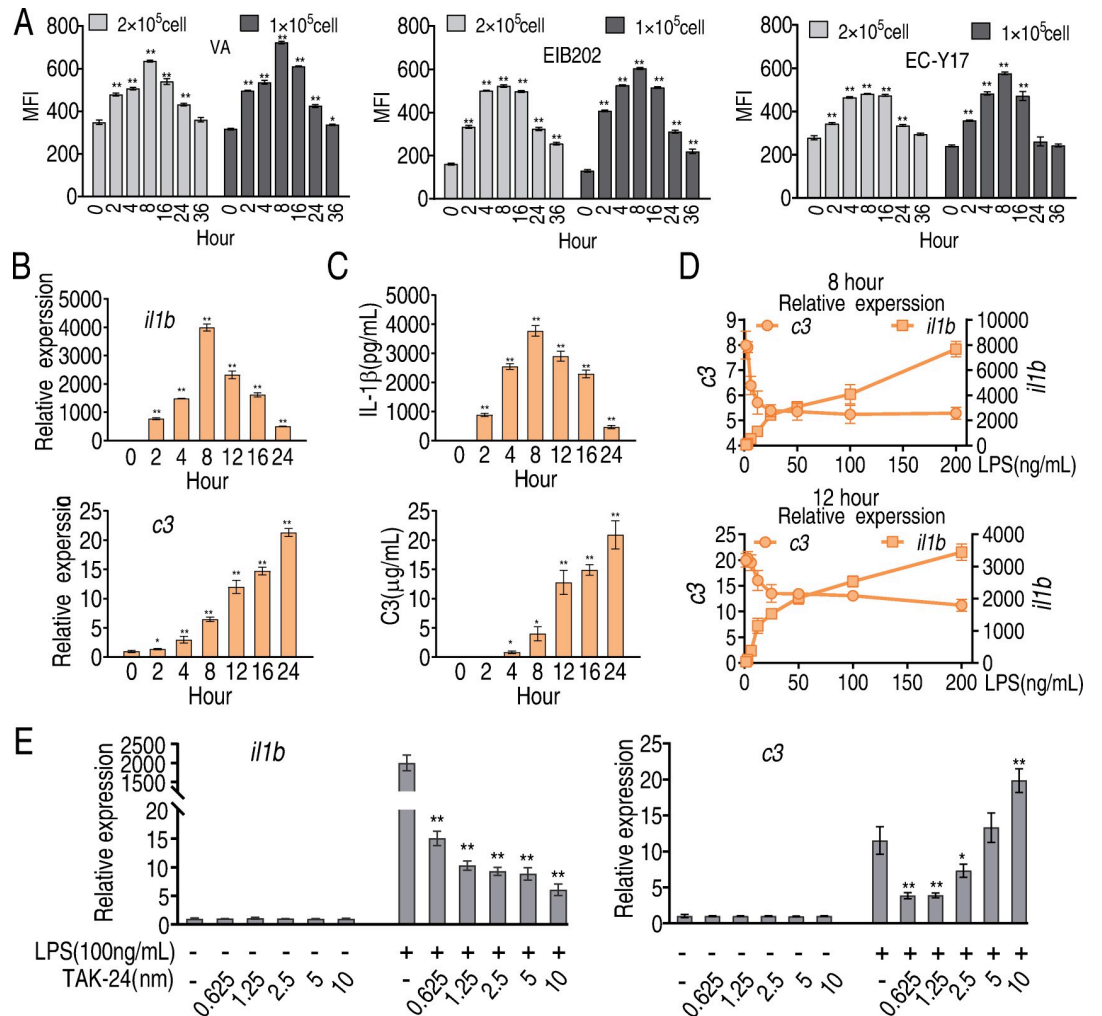 A
2×10⁵cell 1×10⁵cell
VA
MFI
800
600
400
200
0
0 2 4 8 16 24 36 0 2 4 8 16 24 36
Hour
** ** ** ** ** ** ** ** ** ** *
2×10⁵cell 1×10⁵cell
EIB202
MFI
800
600
400
200
0
0 2 4 8 16 24 36 0 2 4 8 16 24 36
Hour
** ** ** ** ** ** ** ** ** ** ** **
2×10⁵cell 1×10⁵cell
EC-Y17
MFI
800
600
400
200
0
0 2 4 8 16 24 36 0 2 4 8 16 24 36
Hour
** ** ** ** ** ** ** ** **
B
il1b
Relative experssion
5000
4000
3000
2000
1000
0
** ** ** ** ** **
0 2 4 8 12 16 24
Hour
c3
Relative experssio
25
20
15
10
5
0
* ** ** ** ** **
0 2 4 8 12 16 24
Hour
C
IL-1β(pg/mL)
5000
4000
3000
2000
1000
0
** ** ** ** ** **
0 2 4 8 12 16 24
Hour
C3(μg/mL)
25
20
15
10
5
0
* * ** ** **
0 2 4 8 12 16 24
Hour
D
8 hour
Relative experssion
c3 il1b
c3
9
8
7
6
5
4
il1b
10000
8000
6000
4000
2000
0
0 50 100 150 200 LPS(ng/mL)
12 hour
Relative experssion
c3 il1b
c3
25
20
15
10
5
0
il1b
4000
3000
2000
1000
0
0 50 100 150 200 LPS(ng/mL)
E
il1b
Relative expression
2500
2000
1500
1000
20
15
10
5
0
** ** ** ** **
LPS(100ng/mL) - - - - - - + + + + + +
TAK-24(nm) - 0.625 1.25 2.5 5 10 - 0.625 1.25 2.5 5 10
c3
Relative expression
25
20
15
10
5
0
** ** * **
- - - - - - + + + + + +
- 0.625 1.25 2.5 5 10 - 0.625 1.25 2.5 5 10